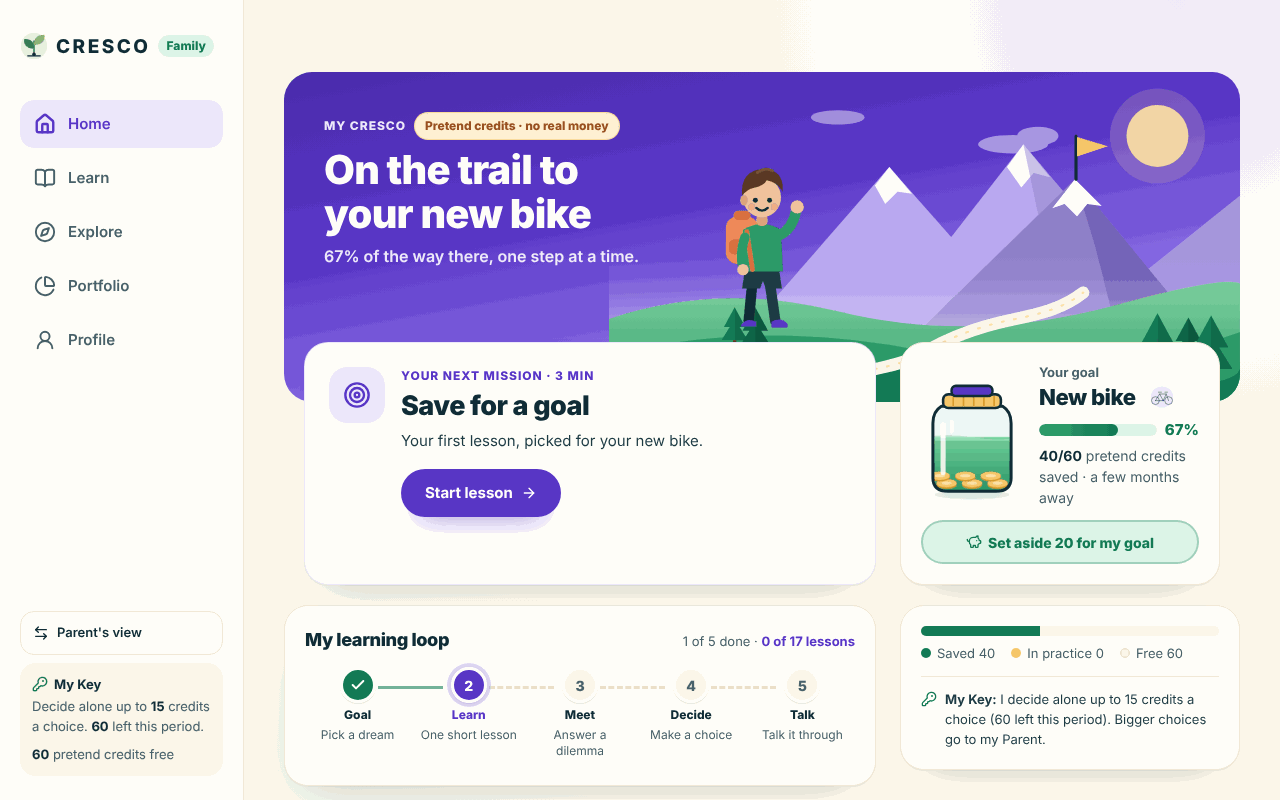 CRESCO Family
Home
Learn
Explore
Portfolio
Profile
Parent's view
My Key
Decide alone up to 15 credits
a choice. 60 left this period.
60 pretend credits free
MY CRESCO Pretend credits · no real money
On the trail to
your new bike
67% of the way there, one step at a time.
YOUR NEXT MISSION · 3 MIN
Save for a goal
Your first lesson, picked for your new bike.
Start lesson
Your goal
New bike
67%
40/60 pretend credits
saved · a few months
away
Set aside 20 for my goal
My learning loop
1 of 5 done · 0 of 17 lessons
2
3
4
5
Goal
Learn
Meet
Decide
Talk
Pick a dream
One short lesson
Answer a
dilemma
Make a choice
Talk it through
Saved 40
In practice 0
Free 60
My Key: I decide alone up to 15 credits a
choice (60 left this period). Bigger choices
go to my Parent.